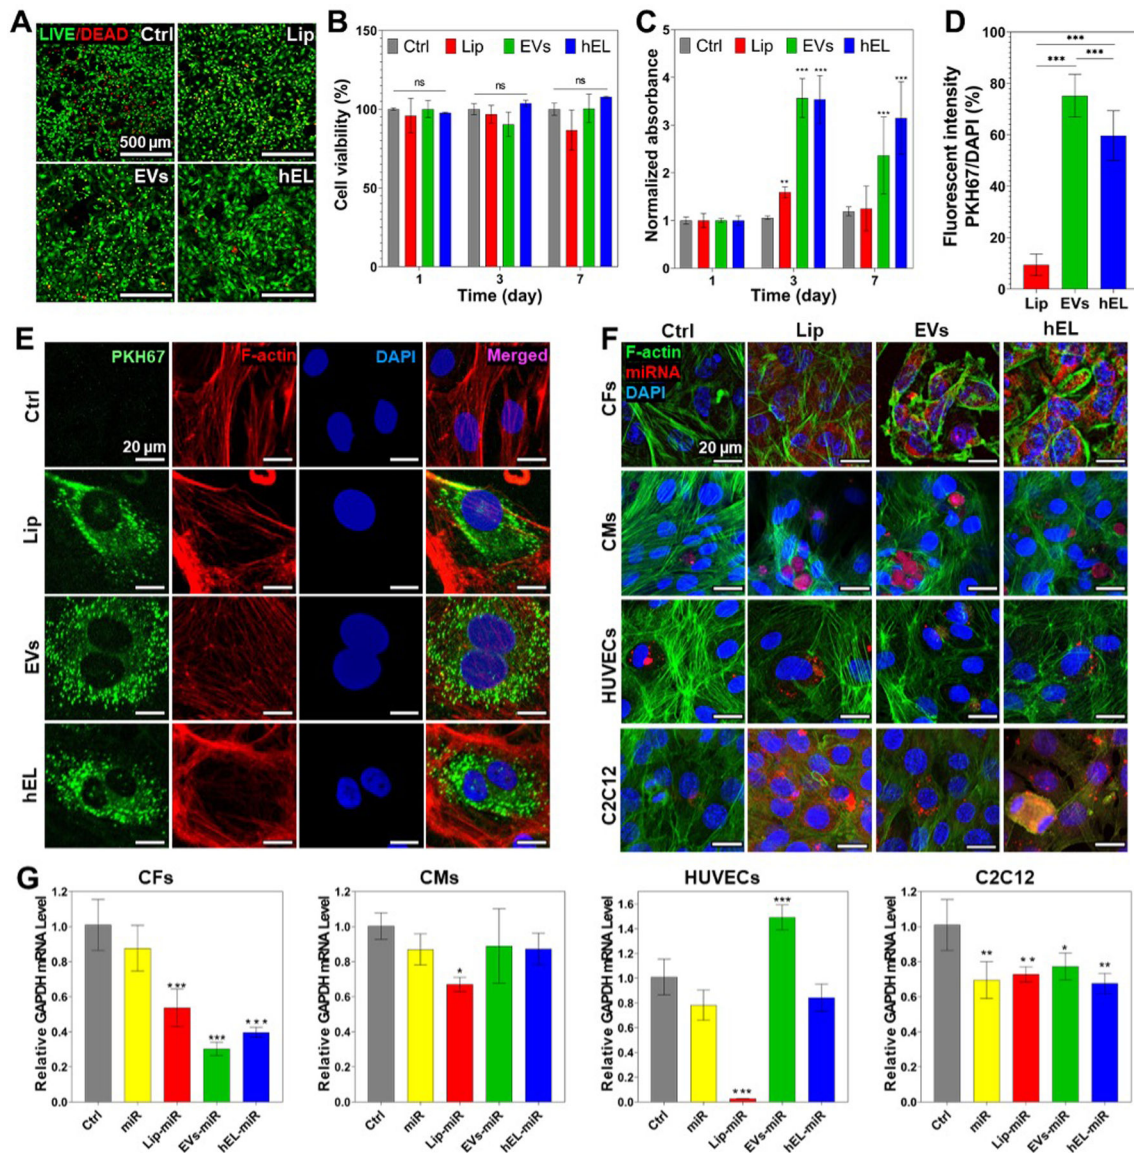 A
LIVE/DEAD
Ctrl
Lip
500 µm
EVs
hEL
B
Ctrl Lip EVs hEL
Cell vialbility (%)
150
100
50
0
ns ns ns
1 3 7
Time (day)
C
Ctrl Lip EVs hEL
Normalized absorbance
5
4
3
2
1
0
** *** *** *** ***
1 3 7
Time (day)
D
Fluorescent intensity
PKH67/DAPI (%)
100
80
60
40
20
0
***
*** ***
Lip EVs hEL
E
PKH67 F-actin DAPI Merged
Ctrl
20 µm
Lip
EVs
hEL
F
Ctrl Lip EVs hEL
F-actin
miRNA
DAPI
20 µm
CFs
CMs
HUVECs
C2C12
G
CFs
Relative GAPDH mRNA Level
1.2
1.0
0.8
0.6
0.4
0.2
0.0
*** *** ***
Ctrl miR Lip-miR EVs-miR hEL-miR
CMs
Relative GAPDH mRNA Level
1.2
1.0
0.8
0.6
0.4
0.2
0.0
*
Ctrl miR Lip-miR EVs-miR hEL-miR
HUVECs
Relative GAPDH mRNA Level
1.6
1.4
1.2
1.0
0.8
0.6
0.4
0.2
0.0
*** ***
Ctrl miR Lip-miR EVs-miR hEL-miR
C2C12
Relative GAPDH mRNA Level
1.2
1.0
0.8
0.6
0.4
0.2
0.0
** ** * **
Ctrl miR Lip-miR EVs-miR hEL-miR